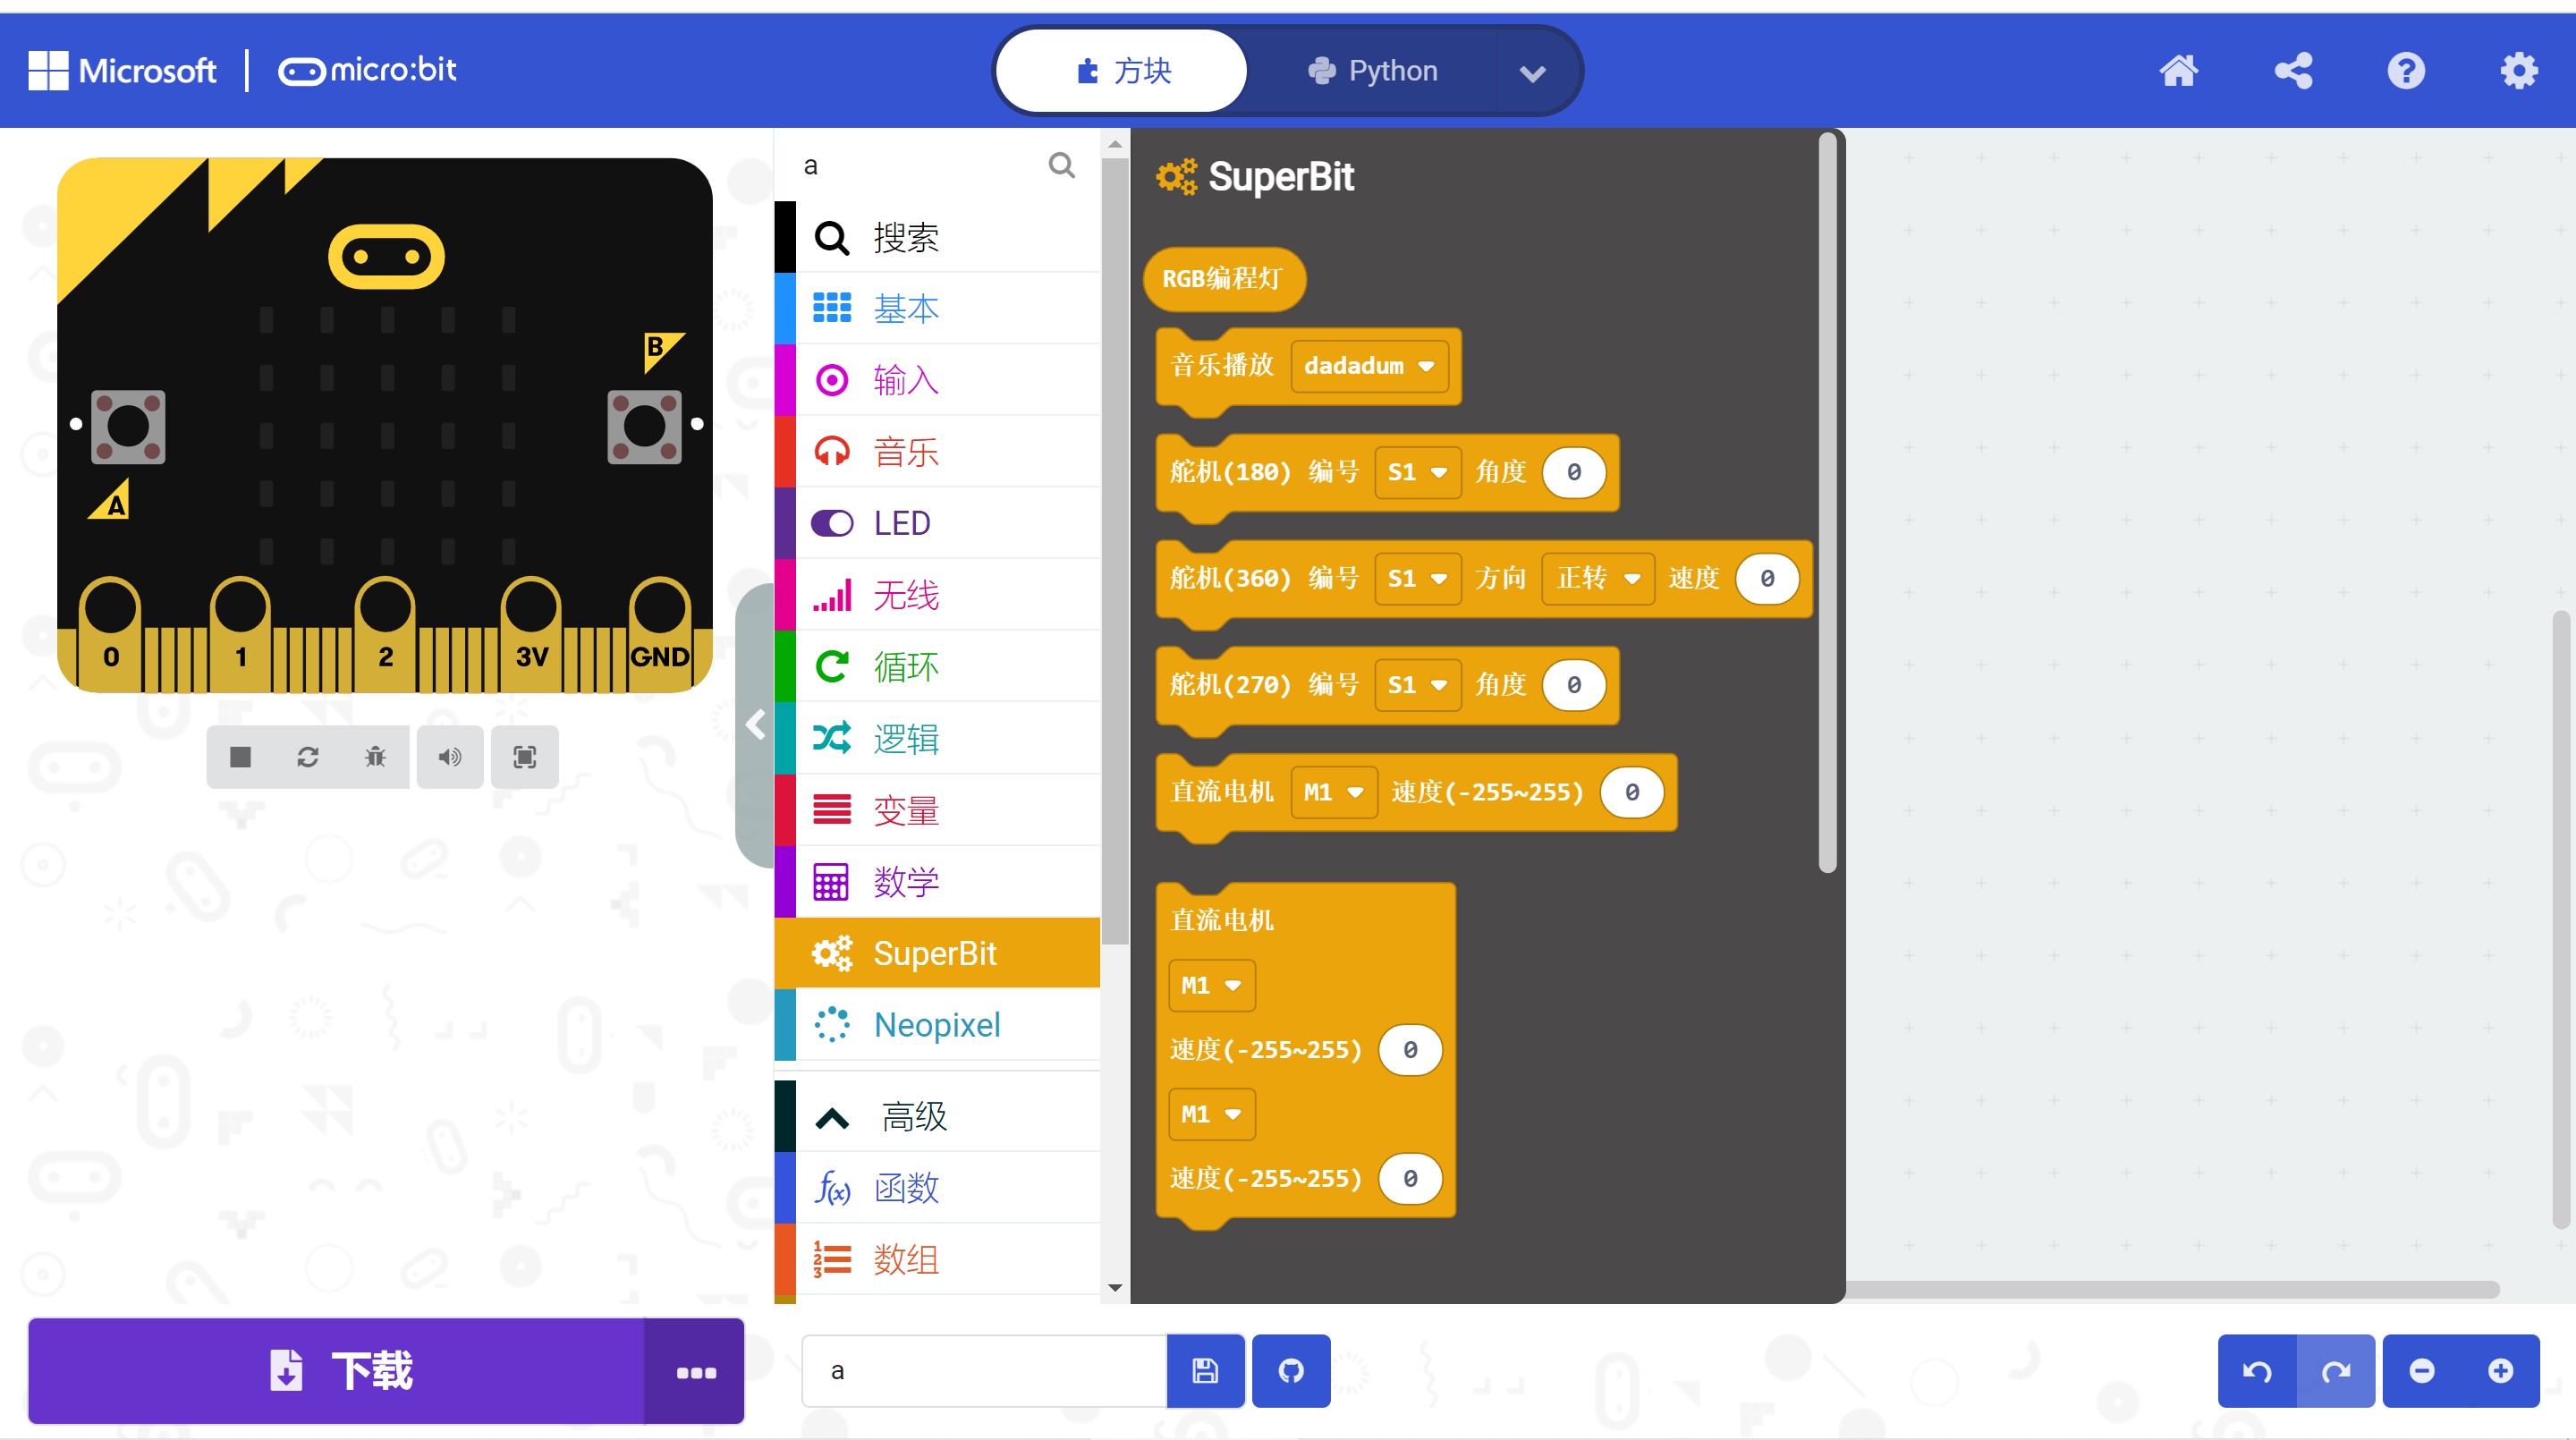 Microsoft micro:bit 方块 Python
B
A
0 1 2 3V GND
a
搜索
基本
输入
音乐
LED
无线
循环
逻辑
变量
数学
SuperBit
Neopixel
高级
函数
数组
SuperBit
RGB编程灯
音乐播放 dadadum
舵机(180) 编号 S1 角度 0
舵机(360) 编号 S1 方向 正转 速度 0
舵机(270) 编号 S1 角度 0
直流电机 M1 速度(-255~255) 0
直流电机
M1
速度(-255~255) 0
M1
速度(-255~255) 0
下载 a